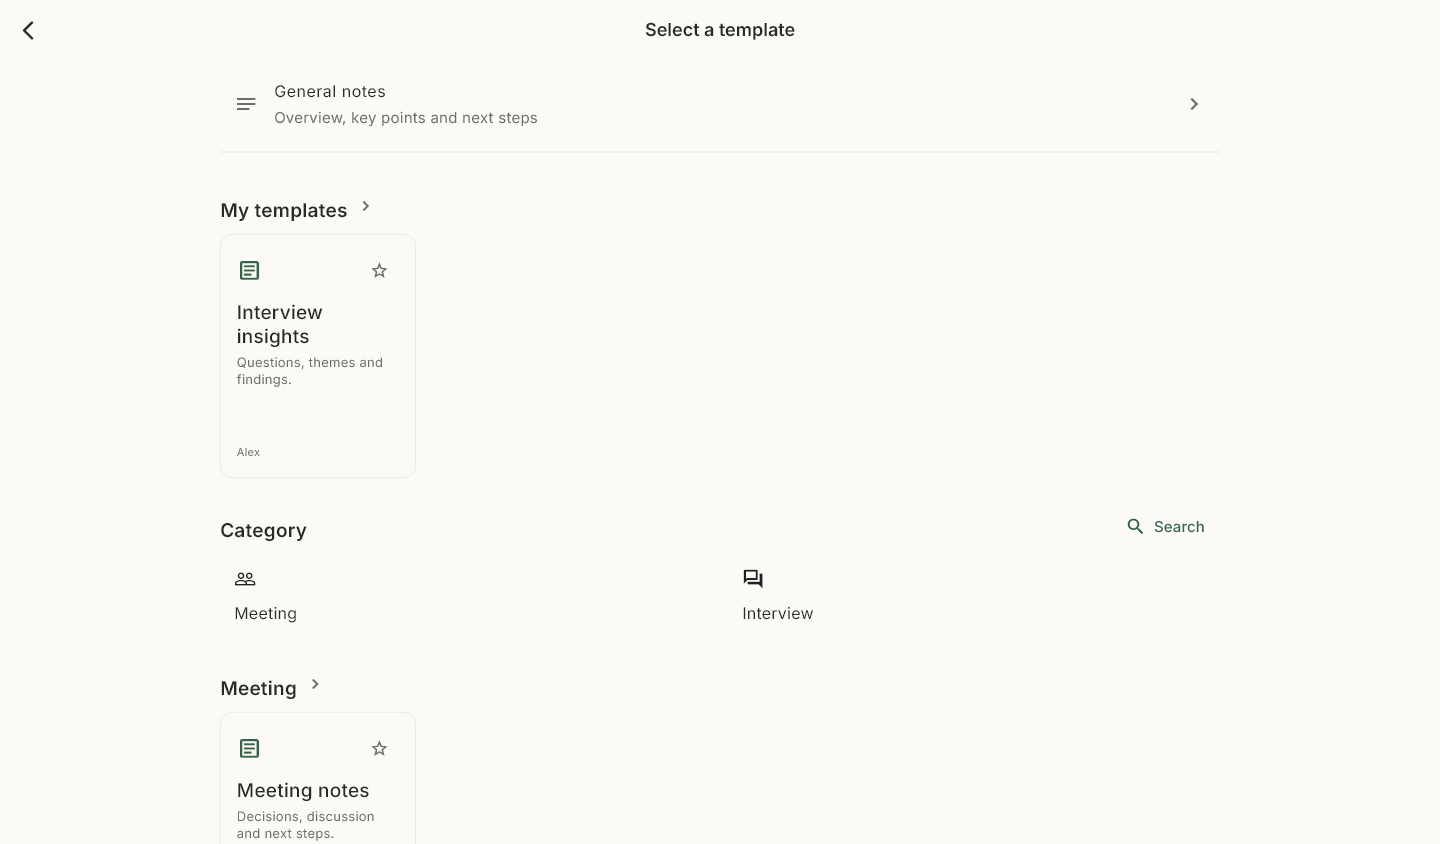 Select a template
General notes
Overview, key points and next steps
My templates
Interview
insights
Questions, themes and
findings.
Alex
Category
Search
Meeting
Interview
Meeting
Meeting notes
Decisions, discussion
and next steps.